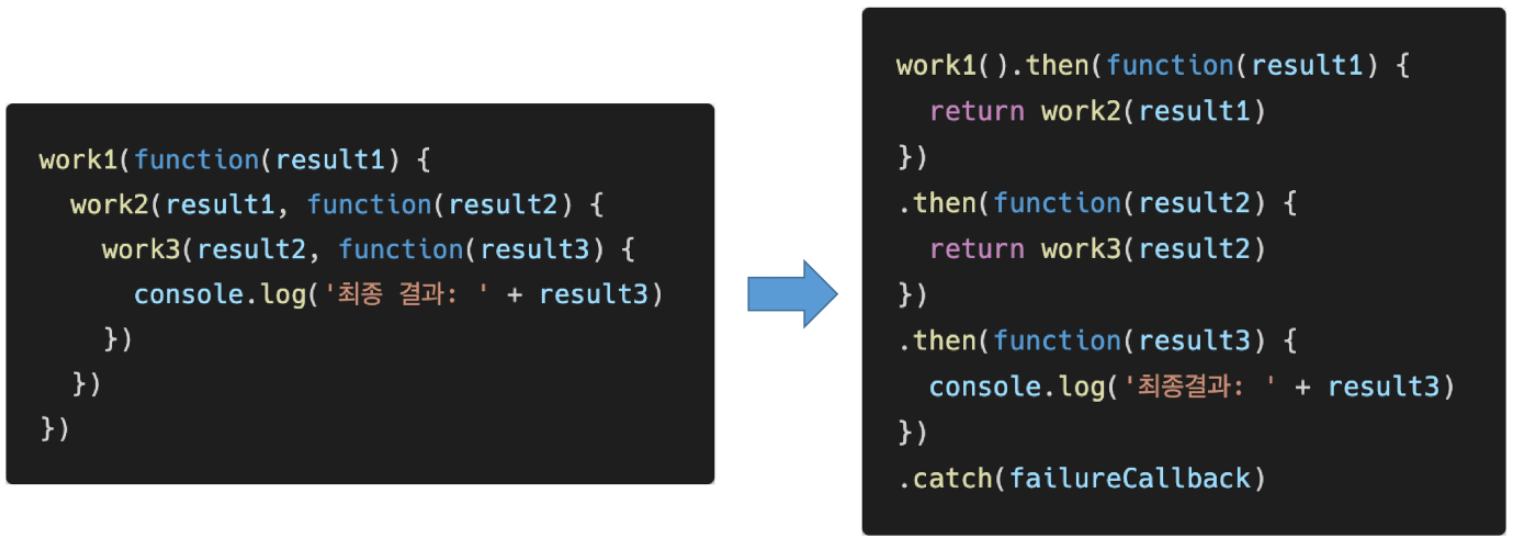 work1(function(result1) {
  work2(result1, function(result2) {
    work3(result2, function(result3) {
      console.log('최종 결과: ' + result3)
    })
  })
})
work1().then(function(result1) {
  return work2(result1)
})
.then(function(result2) {
  return work3(result2)
})
.then(function(result3) {
  console.log('최종결과: ' + result3)
})
.catch(failureCallback)